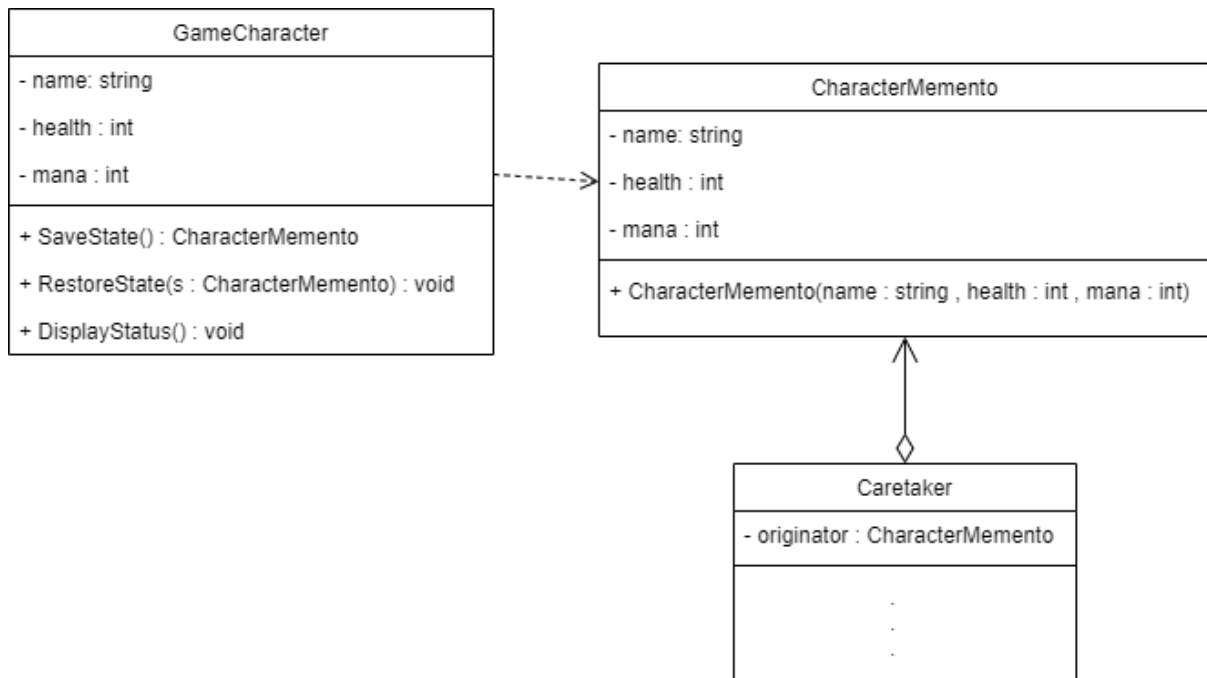 GameCharacter
- name: string
- health : int
- mana : int
+ SaveState() : CharacterMemento
+ RestoreState(s : CharacterMemento) : void
+ DisplayStatus() : void
CharacterMemento
- name: string
- health : int
- mana : int
+ CharacterMemento(name : string , health : int , mana : int)
Caretaker
- originator : CharacterMemento
.
.
.